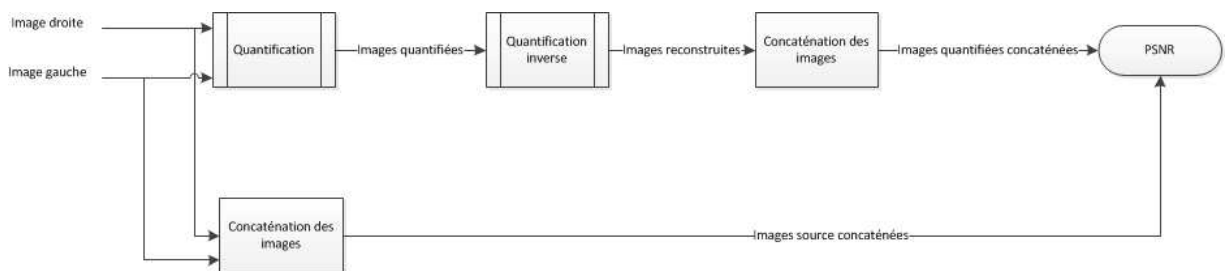 Image droite
Image gauche
Quantification
Images quantifiées
Quantification
inverse
Images reconstruites
Concaténation des
images
Images quantifiées concaténées
PSNR
Concaténation des
images
Images source concaténées